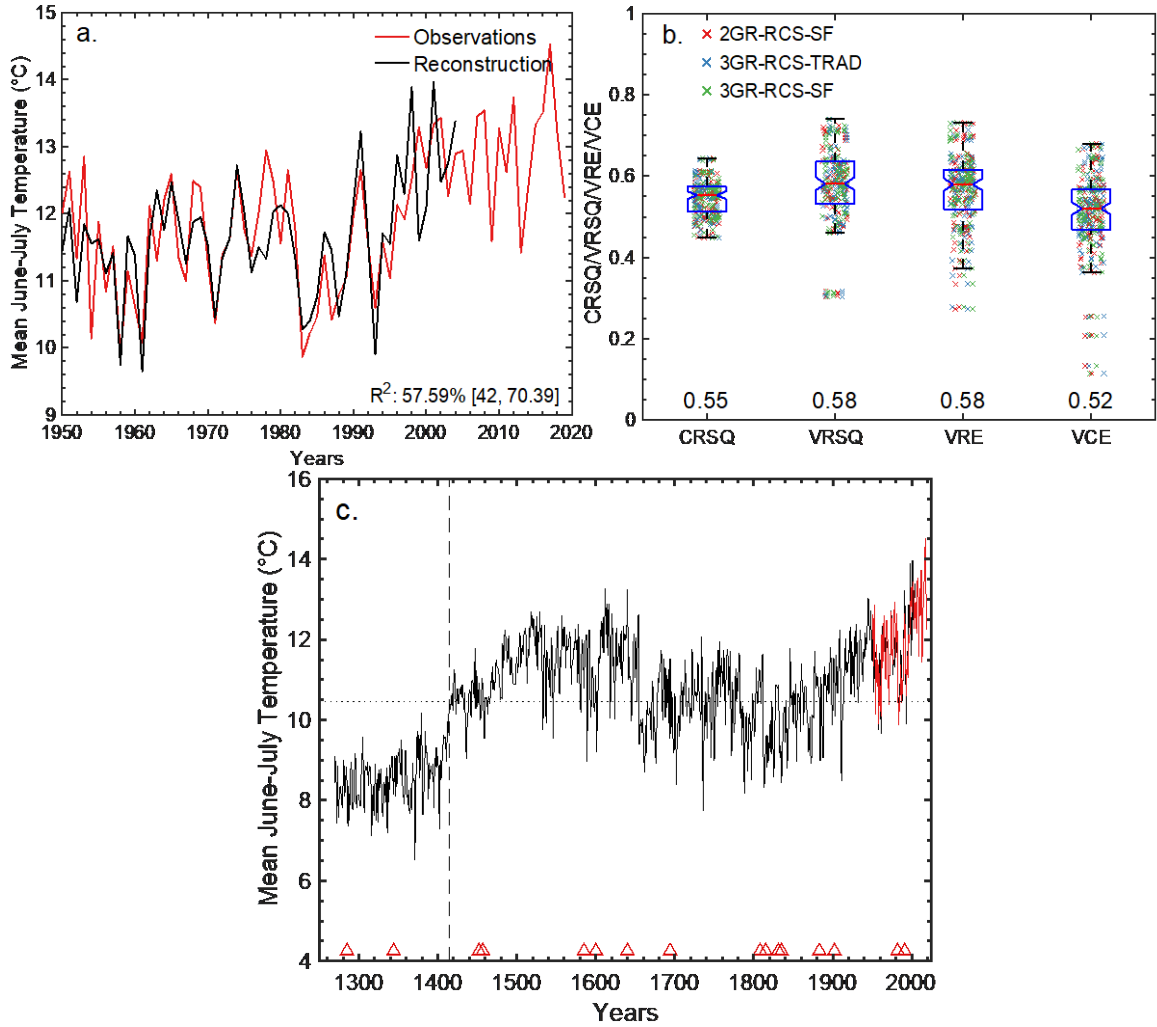 a.
Observations
Reconstruction
Mean June-July Temperature (°C)
15
14
13
12
11
10
9
R2: 57.59% [42, 70.39]
1950 1960 1970 1980 1990 2000 2010 2020
Years
b.
2GR-RCS-SF
3GR-RCS-TRAD
3GR-RCS-SF
CRSQ/VRSQ/VRE/VCE
1
0.8
0.6
0.4
0.2
0
0.55 0.58 0.58 0.52
CRSQ VRSQ VRE VCE
c.
Mean June-July Temperature (°C)
16
14
12
10
8
6
4
1300 1400 1500 1600 1700 1800 1900 2000
Years